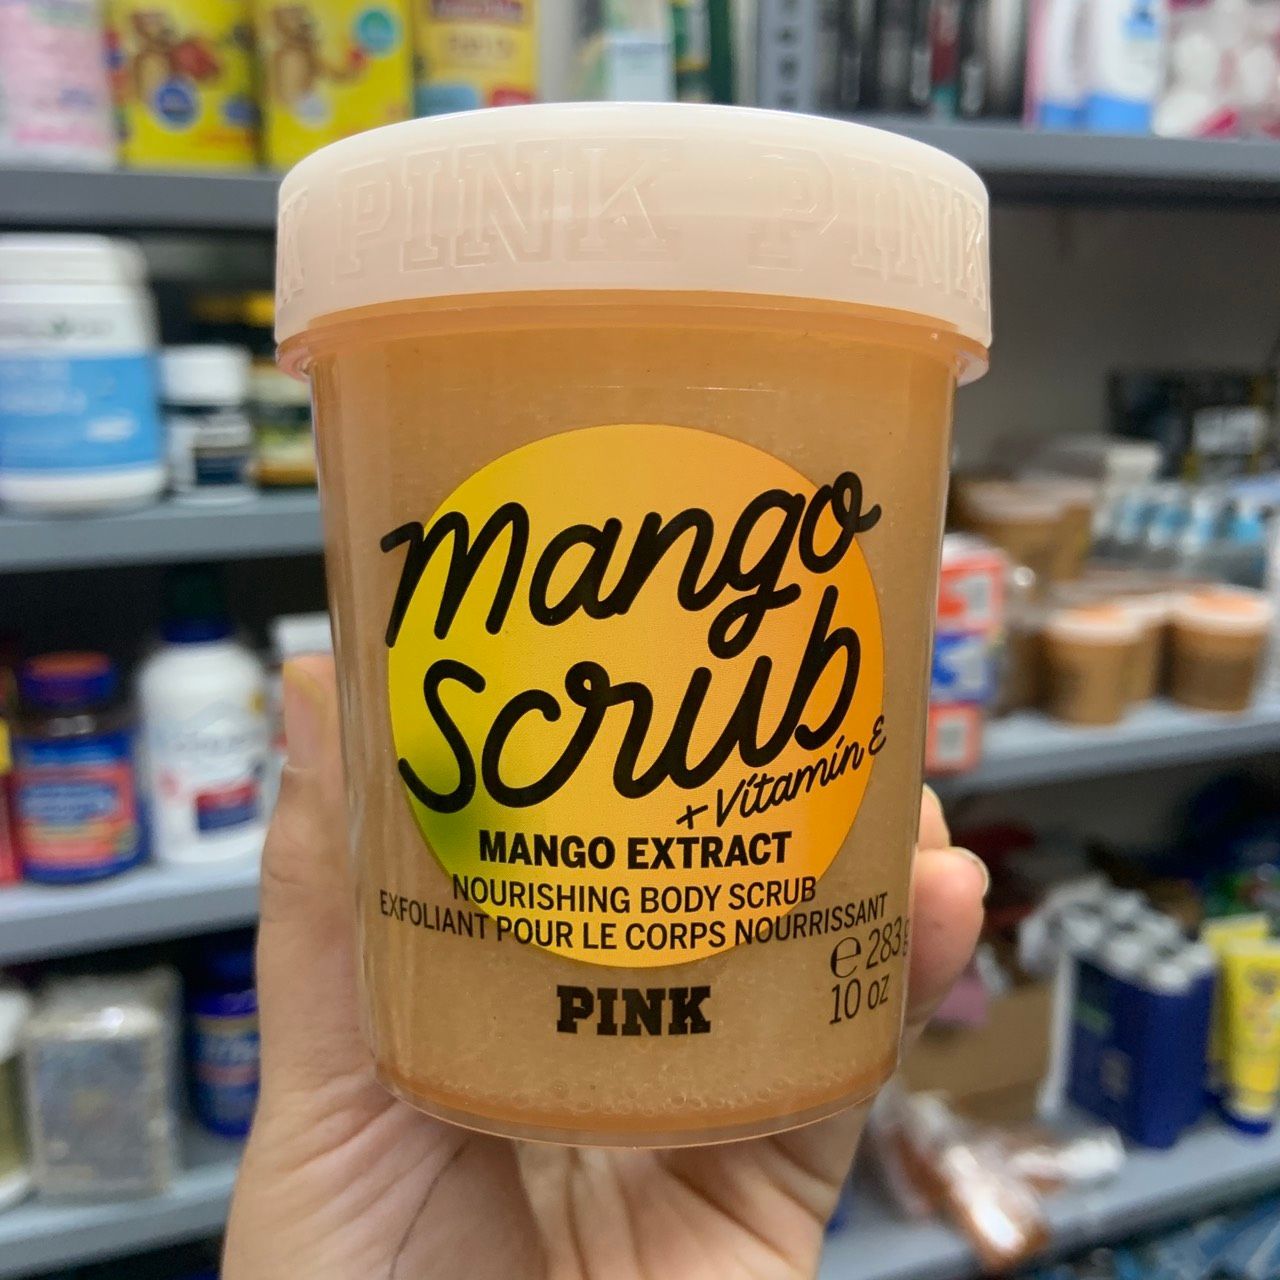 PINK PINK
Mango
Scrub
+ Vitamin E
MANGO EXTRACT
NOURISHING BODY SCRUB
EXFOLIANT POUR LE CORPS NOURRISSANT
℮ 283 g
10 oz
PINK